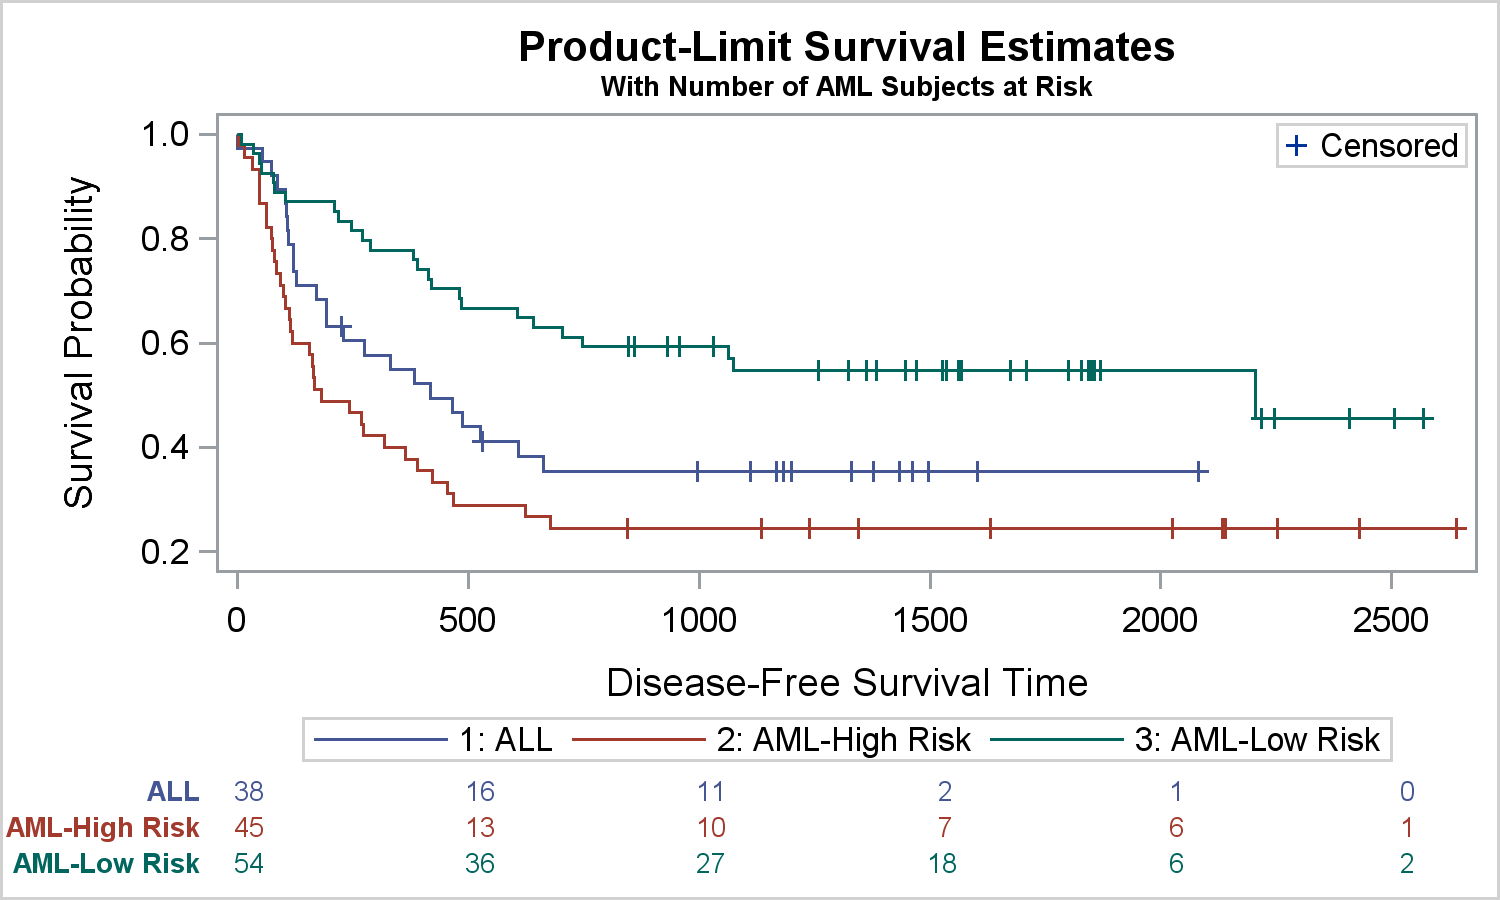 Product-Limit Survival Estimates
With Number of AML Subjects at Risk
+ Censored
1.0
0.8
0.6
0.4
0.2
Survival Probability
0 500 1000 1500 2000 2500
Disease-Free Survival Time
1: ALL 2: AML-High Risk 3: AML-Low Risk
ALL 38 16 11 2 1 0
AML-High Risk 45 13 10 7 6 1
AML-Low Risk 54 36 27 18 6 2